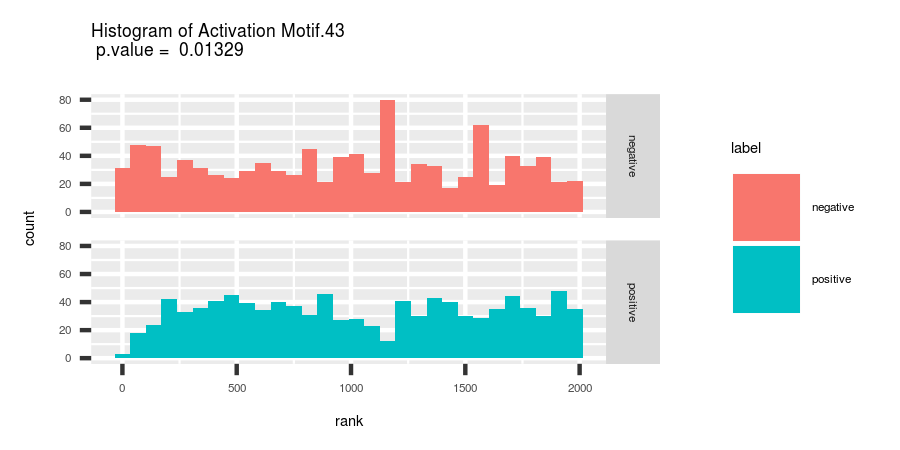 Histogram of Activation Motif.43
p.value = 0.01329
80
60
40
20
0
negative
80
60
40
20
0
positive
0
500
1000
1500
2000
rank
count
label
negative
positive